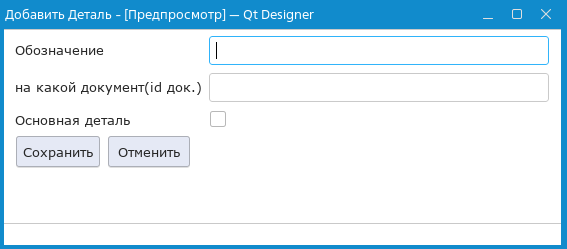 Добавить Деталь – [Предпросмотр] — Qt Designer
Обозначение
на какой документ(id док.)
Основная деталь
Сохранить Отменить